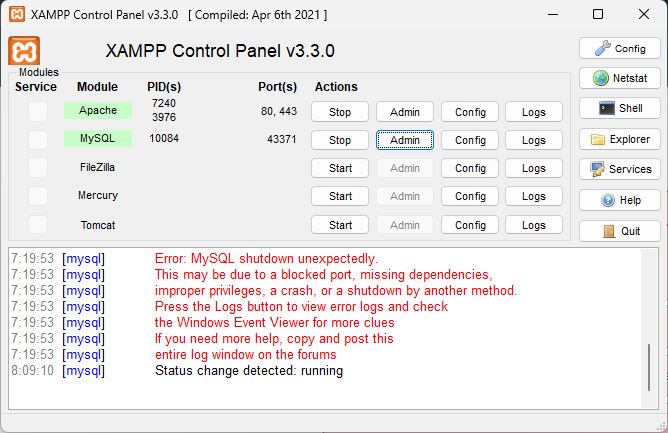 XAMPP Control Panel v3.3.0 [ Compiled: Apr 6th 2021 ]
XAMPP Control Panel v3.3.0
Config
Modules
Service Module PID(s) Port(s) Actions
Netstat
Apache 7240 3976 80, 443 Stop Admin Config Logs
Shell
MySQL 10084 43371 Stop Admin Config Logs
Explorer
FileZilla Start Admin Config Logs
Services
Mercury Start Admin Config Logs
Help
Tomcat Start Admin Config Logs
Quit
7:19:53 [mysql] Error: MySQL shutdown unexpectedly.
7:19:53 [mysql] This may be due to a blocked port, missing dependencies,
7:19:53 [mysql] improper privileges, a crash, or a shutdown by another method.
7:19:53 [mysql] Press the Logs button to view error logs and check
7:19:53 [mysql] the Windows Event Viewer for more clues
7:19:53 [mysql] If you need more help, copy and post this
7:19:53 [mysql] entire log window on the forums
8:09:10 [mysql] Status change detected: running